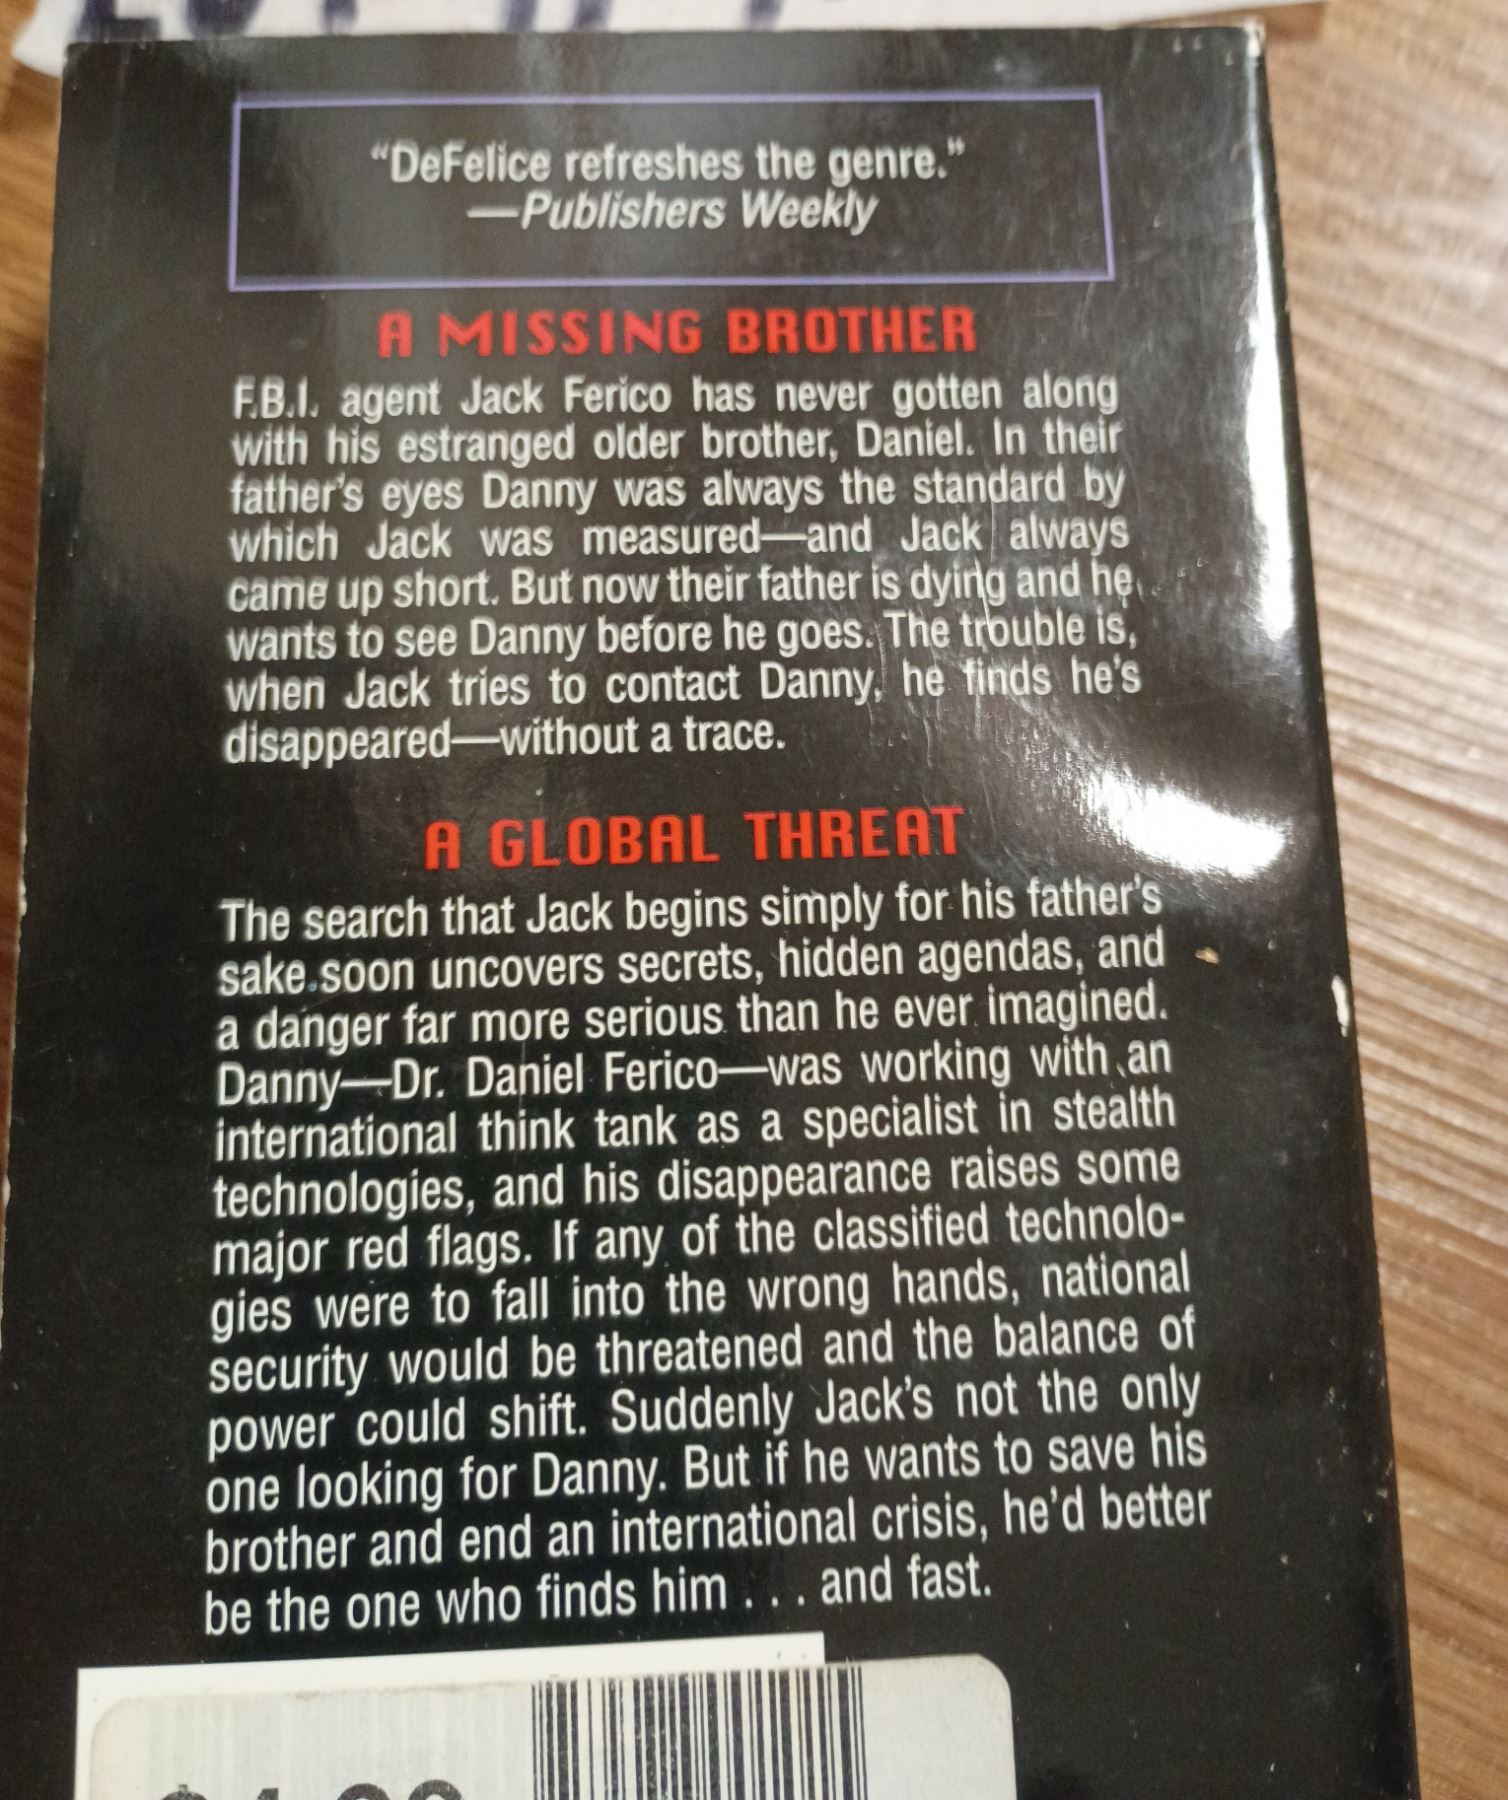 “DeFelice refreshes the genre.”
—Publishers Weekly
A MISSING BROTHER
F.B.I. agent Jack Ferico has never gotten along
with his estranged older brother, Daniel. In their
father's eyes Danny was always the standard by
which Jack was measured—and Jack always
came up short. But now their father is dying and he
wants to see Danny before he goes. The trouble is,
when Jack tries to contact Danny, he finds he's
disappeared—without a trace.
A GLOBAL THREAT
The search that Jack begins simply for his father's
sake soon uncovers secrets, hidden agendas, and
a danger far more serious than he ever imagined.
Danny—Dr. Daniel Ferico—was working with an
international think tank as a specialist in stealth
technologies, and his disappearance raises some
major red flags. If any of the classified technolo-
gies were to fall into the wrong hands, national
security would be threatened and the balance of
power could shift. Suddenly Jack's not the only
one looking for Danny. But if he wants to save his
brother and end an international crisis, he'd better
be the one who finds him . . . and fast.